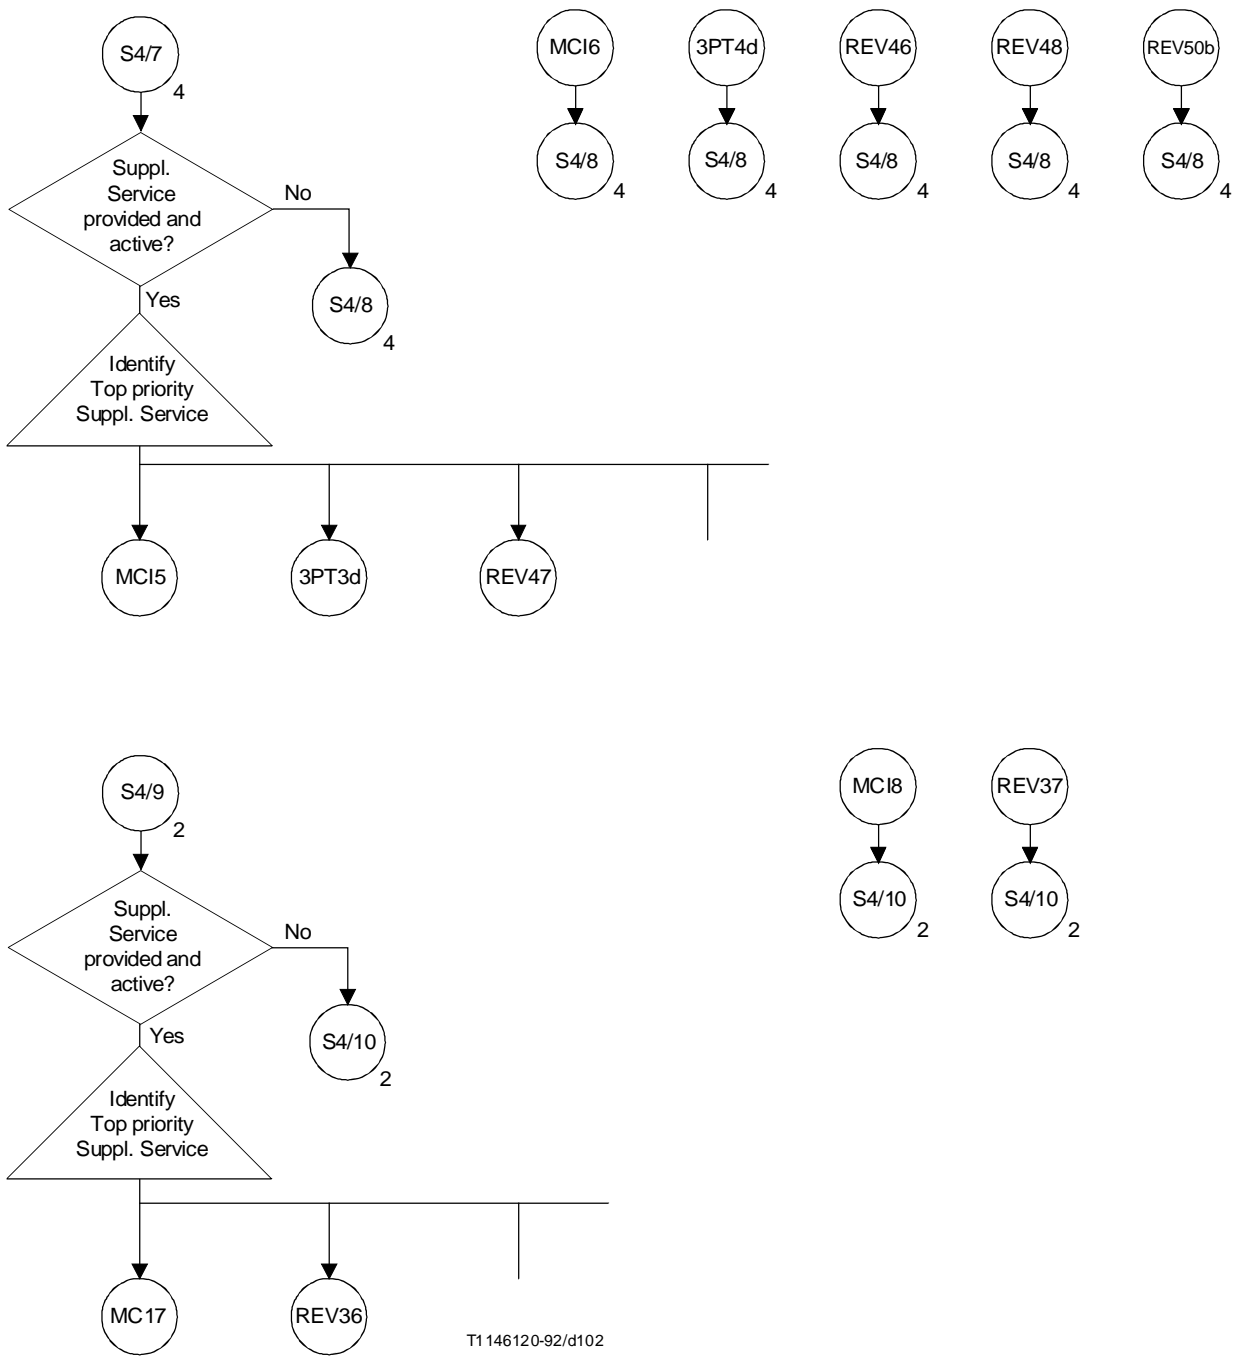 S4/7
4
Suppl.
Service
provided and
active?
No
S4/8
4
Yes
Identify
Top priority
Suppl. Service
MCI5
3PT3d
REV47
MCI6
3PT4d
REV46
REV48
REV50b
S4/8
4
S4/8
4
S4/8
4
S4/8
4
S4/8
4
S4/9
2
Suppl.
Service
provided and
active?
No
S4/10
2
Yes
Identify
Top priority
Suppl. Service
MC17
REV36
MCI8
REV37
S4/10
2
S4/10
2
T1146120-92/d102